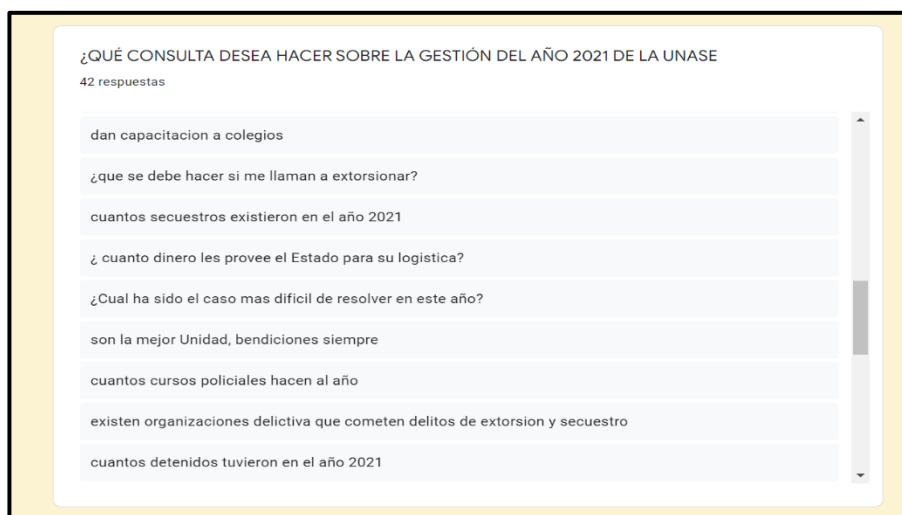 ¿QUÉ CONSULTA DESEA HACER SOBRE LA GESTIÓN DEL AÑO 2021 DE LA UNASE
42 respuestas
dan capacitacion a colegios
¿que se debe hacer si me llaman a extorsionar?
cuantos secuestros existieron en el año 2021
¿ cuanto dinero les provee el Estado para su logistica?
¿Cual ha sido el caso mas dificil de resolver en este año?
son la mejor Unidad, bendiciones siempre
cuantos cursos policiales hacen al año
existen organizaciones delictiva que cometen delitos de extorsion y secuestro
cuantos detenidos tuvieron en el año 2021